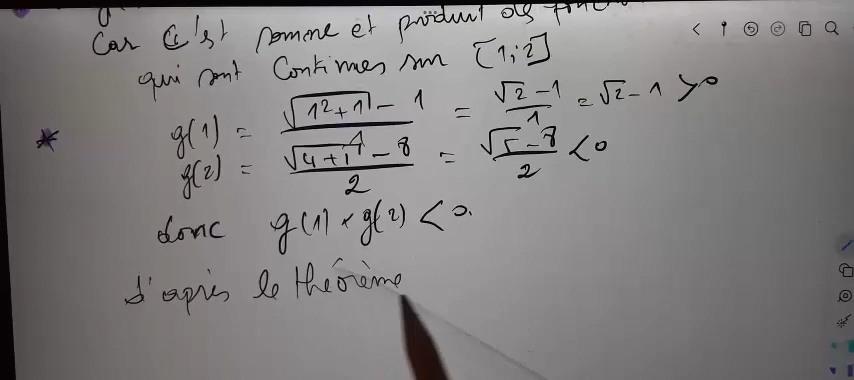 Car c'est somme et produit de
qui sont continues sur [1;2]
* g(1) = (√(1²+1) - 1)/1 = (√2 - 1)/1 = √2 - 1 > 0
g(2) = (√(4+1) - 8)/2 = (√5 - 8)/2 < 0
donc g(1) × g(2) < 0.
d'après le théorème